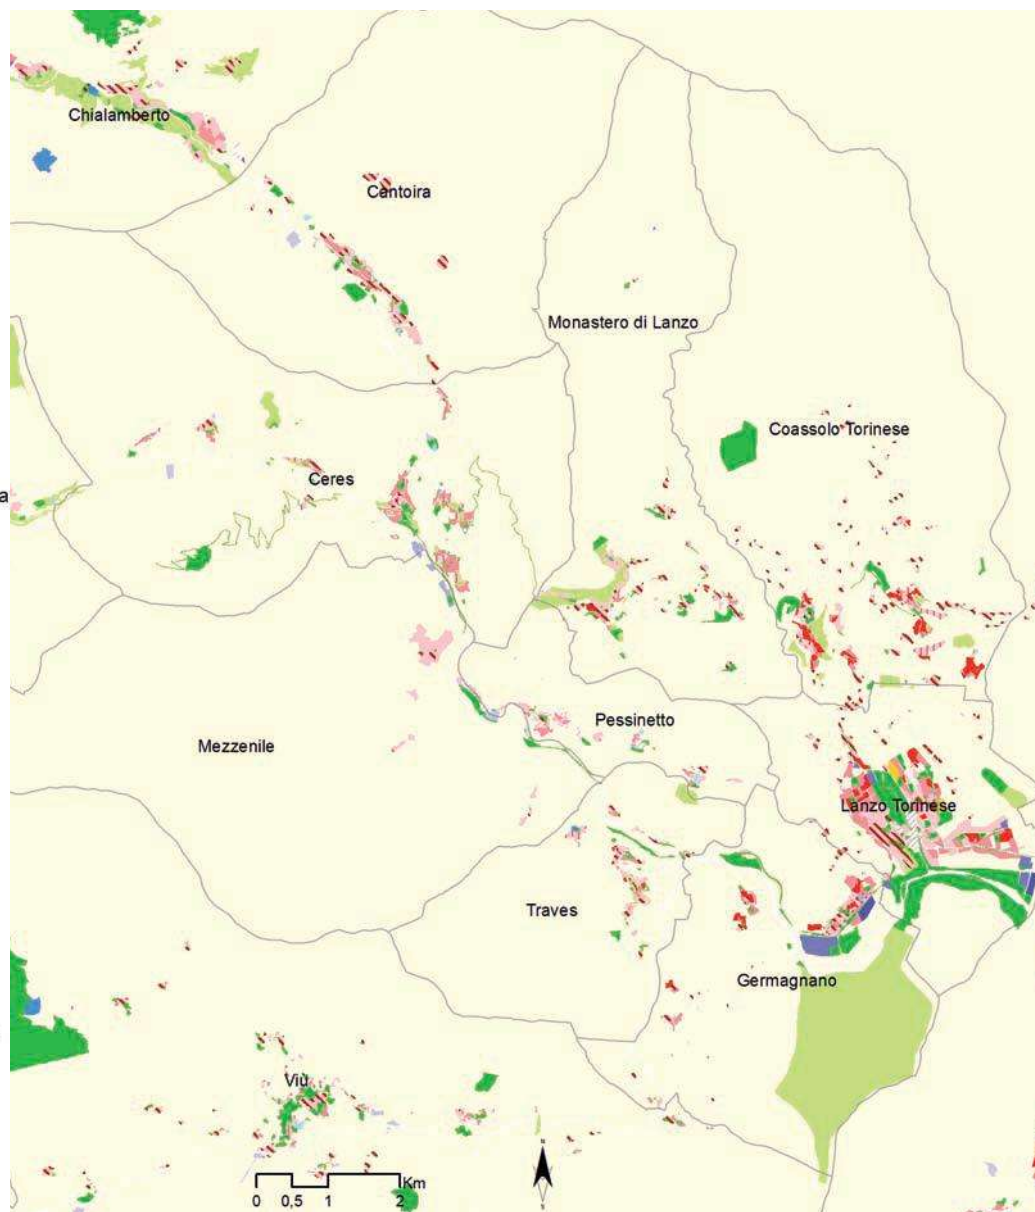 Chialamberto
Cantoira
Monastero di Lanzo
Coassolo Torinese
Ceres
a
Pessinetto
Mezzenile
Lanzo Torinese
Traves
Germagnano
Viù
N
Km
0 0,5 1 2
S